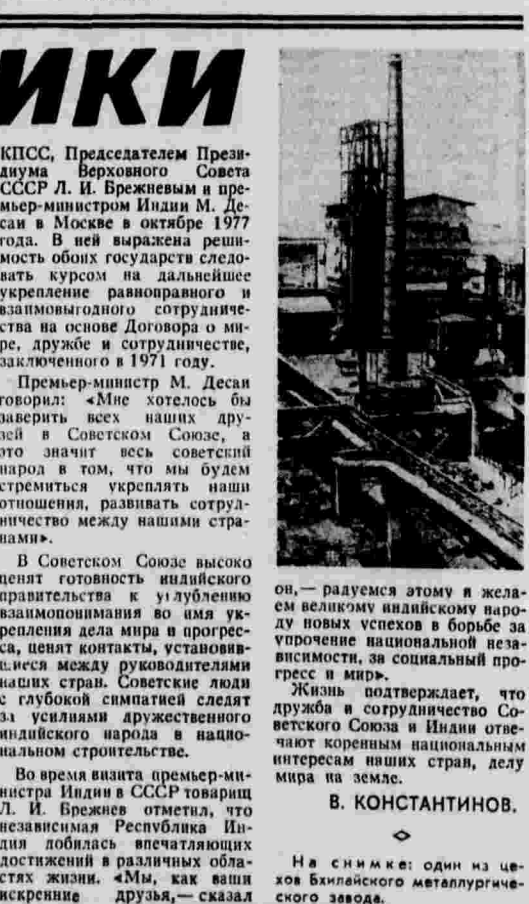 ИКИ
КПСС, Председателем Прези-
диума Верховного Совета
СССР Л. И. Брежневым и пре-
мьер-министром Индии М. Де-
саи в Москве в октябре 1977
года. В ней выражена реши-
мость обоих государств следо-
вать курсом на дальнейшее
укрепление равноправного и
взаимовыгодного сотрудниче-
ства на основе Договора о ми-
ре, дружбе и сотрудничестве,
заключенного в 1971 году.
Премьер-министр М. Десаи
говорил: «Мне хотелось бы
заверить всех наших дру-
зей в Советском Союзе, а
это значит весь советский
народ в том, что мы будем
стремиться укреплять наши
отношения, развивать сотруд-
ничество между нашими стра-
нами».
В Советском Союзе высоко
ценят готовность индийского
правительства к углублению
взаимопонимания во имя ук-
репления дела мира и прогрес-
са, ценят контакты, установив-
шиеся между руководителями
наших стран. Советские люди
с глубокой симпатией следят
за усилиями дружественного
индийского народа в нацио-
нальном строительстве.
Во время визита премьер-ми-
нистра Индии в СССР товарищ
Л. И. Брежнев отметил, что
независимая Республика Ин-
дия добилась впечатляющих
достижений в различных обла-
стях жизни. «Мы, как ваши
искренние друзья,— сказал
он,— радуемся этому и жела-
ем великому индийскому наро-
ду новых успехов в борьбе за
упрочение национальной неза-
висимости, за социальный про-
гресс и мир».
Жизнь подтверждает, что
дружба и сотрудничество Со-
ветского Союза и Индии отве-
чают коренным национальным
интересам наших стран, делу
мира на земле.
В. КОНСТАНТИНОВ.
На снимке: один из це-
хов Бхилайского металлургиче-
ского завода.